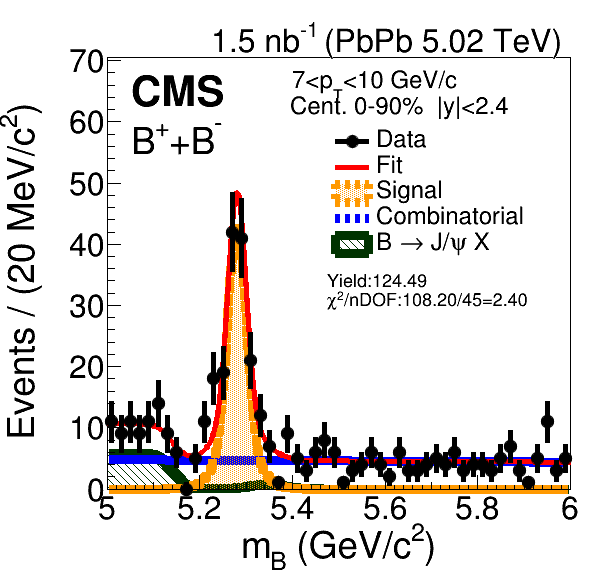 1.5 nb⁻¹ (PbPb 5.02 TeV)
CMS
B⁺+B⁻
7<p_T<10 GeV/c
Cent. 0-90% |y|<2.4
Data
Fit
Signal
Combinatorial
B → J/ψ X
Yield:124.49
χ²/nDOF:108.20/45=2.40
Events / (20 MeV/c²)
70
60
50
40
30
20
10
0
5 5.2 5.4 5.6 5.8 6
m_B (GeV/c²)